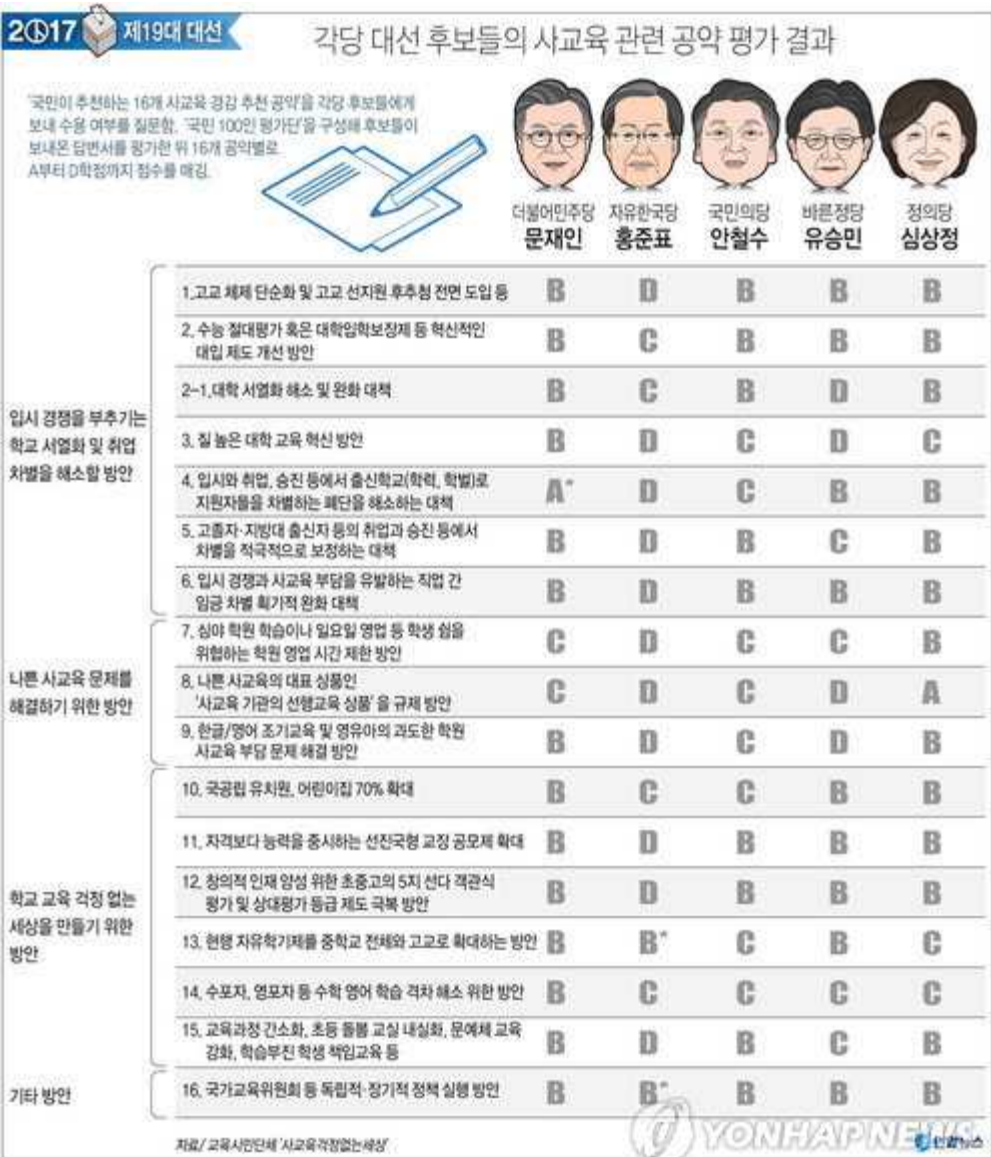 2017 제19대 대선
각당 대선 후보들의 사교육 관련 공약 평가 결과
'국민이 추천하는 16개 사교육 경감 추천 공약'을 각당 후보들에게
보내 수용 여부를 질문함. '국민 100인 평가단'을 구성해 후보들이
보내온 답변서를 평가한 뒤 16개 공약별로
A부터 D학점까지 점수를 매김.
더불어민주당 자유한국당 국민의당 바른정당 정의당
문재인 홍준표 안철수 유승민 심상정
입시 경쟁을 부추기는
학교 서열화 및 취업
차별을 해소할 방안
1.고교 체제 단순화 및 고교 선지원 후추첨 전면 도입 등 B D B B B
2. 수능 절대평가 혹은 대학입학보장제 등 혁신적인
대입 제도 개선 방안 B C B B B
2-1.대학 서열화 해소 및 완화 대책 B C B D B
3. 질 높은 대학 교육 혁신 방안 B D C D C
4. 입시와 취업, 승진 등에서 출신학교(학력, 학벌)로
지원자들을 차별하는 폐단을 해소하는 대책 A* D C B B
5. 고졸자·지방대 출신자 등의 취업과 승진 등에서
차별을 적극적으로 보정하는 대책 B D B C B
6. 입시 경쟁과 사교육 부담을 유발하는 직업 간
임금 차별 획기적 완화 대책 B D B B B
나쁜 사교육 문제를
해결하기 위한 방안
7. 심야 학원 학습이나 일요일 영업 등 학생 쉼을
위협하는 학원 영업 시간 제한 방안 C D C C B
8. 나쁜 사교육의 대표 상품인
'사교육 기관의 선행교육 상품' 을 규제 방안 C D C D A
9. 한글/영어 조기교육 및 영유아의 과도한 학원
사교육 부담 문제 해결 방안 B D C D B
학교 교육 걱정 없는
세상을 만들기 위한
방안
10. 국공립 유치원, 어린이집 70% 확대 B C C B B
11. 자격보다 능력을 중시하는 선진국형 교장 공모제 확대 B D B B B
12. 창의적 인재 양성 위한 초중고의 5지 선다 객관식
평가 및 상대평가 등급 제도 극복 방안 B D B B B
13. 현행 자유학기제를 중학교 전체와 고교로 확대하는 방안 B B* C B C
14. 수포자, 영포자 등 수학 영어 학습 격차 해소 위한 방안 B C C C C
15. 교육과정 간소화, 초등 돌봄 교실 내실화, 문예체 교육
강화, 학습부진 학생 책임교육 등 B D B C B
기타 방안
16. 국가교육위원회 등 독립적·장기적 정책 실행 방안 B B* B B B
자료/ 교육시민단체 '사교육걱정없는세상'
YONHAP NEWS
연합뉴스